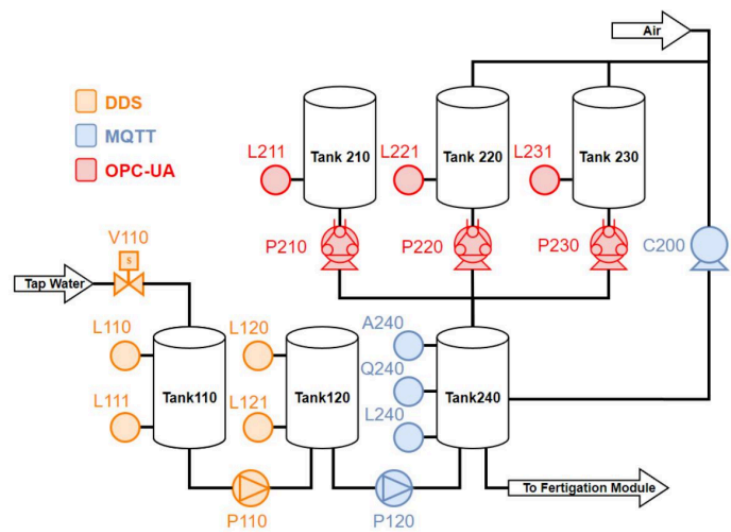 Air
DDS
MQTT
OPC-UA
L211
Tank 210
L221
Tank 220
L231
Tank 230
V110
S
P210
P220
P230
C200
Tap Water
L110
L120
A240
Q240
Tank110
Tank120
Tank240
L111
L121
L240
To Fertigation Module
P110
P120